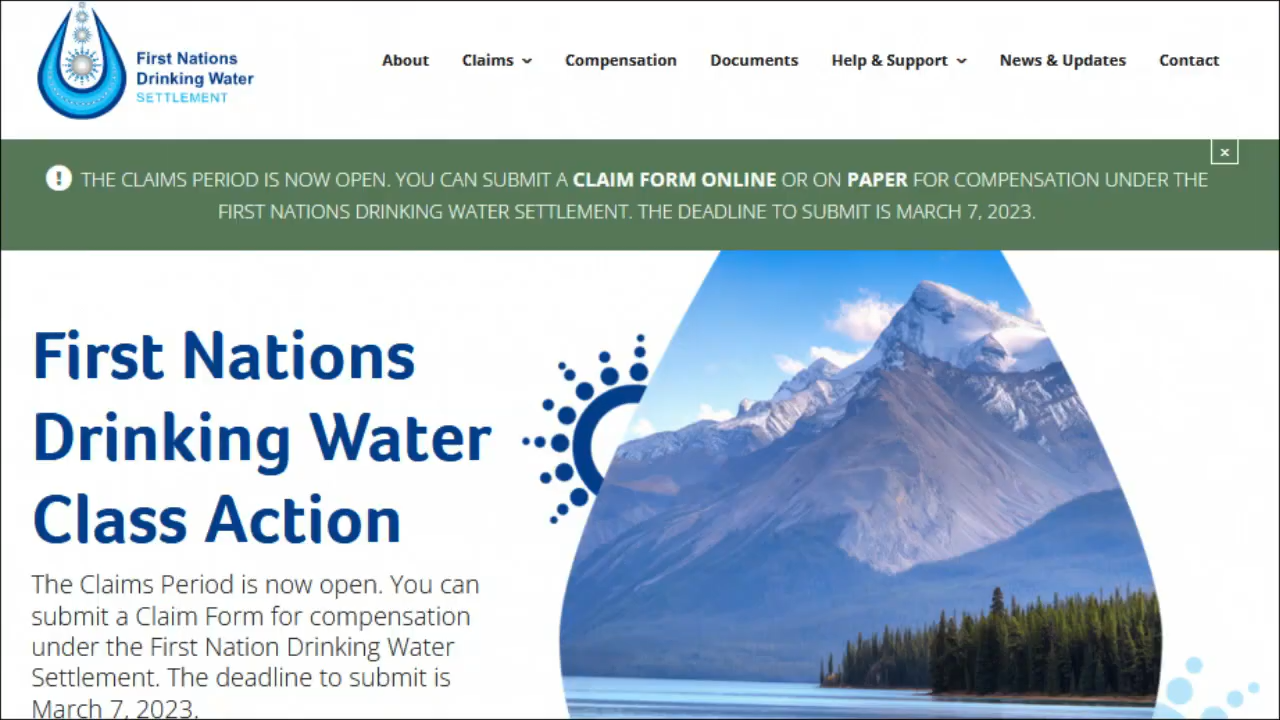 First Nations
Drinking Water
SETTLEMENT
About Claims Compensation Documents Help & Support News & Updates Contact
×
! THE CLAIMS PERIOD IS NOW OPEN. YOU CAN SUBMIT A CLAIM FORM ONLINE OR ON PAPER FOR COMPENSATION UNDER THE
FIRST NATIONS DRINKING WATER SETTLEMENT. THE DEADLINE TO SUBMIT IS MARCH 7, 2023.
First Nations
Drinking Water
Class Action
The Claims Period is now open. You can
submit a Claim Form for compensation
under the First Nation Drinking Water
Settlement. The deadline to submit is
March 7, 2023.